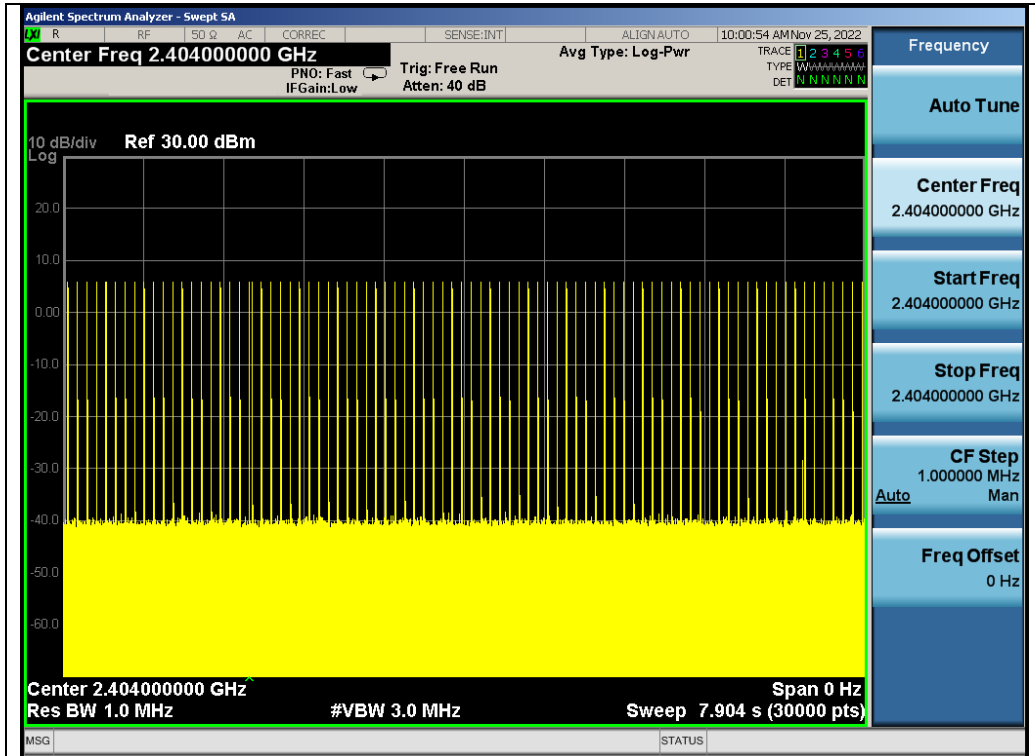 Agilent Spectrum Analyzer - Swept SA
LXI R RF 50 Ω AC CORREC SENSE:INT ALIGN AUTO 10:00:54 AM Nov 25, 2022
Center Freq 2.404000000 GHz
PNO: Fast
IFGain:Low
Trig: Free Run
Atten: 40 dB
Avg Type: Log-Pwr
TRACE 1 2 3 4 5 6
TYPE WWWWWW
DET N N N N N N
10 dB/div Ref 30.00 dBm
Log
20.0
10.0
0.00
-10.0
-20.0
-30.0
-40.0
-50.0
-60.0
Center 2.404000000 GHz Span 0 Hz
Res BW 1.0 MHz #VBW 3.0 MHz Sweep 7.904 s (30000 pts)
MSG STATUS
Frequency
Auto Tune
Center Freq
2.404000000 GHz
Start Freq
2.404000000 GHz
Stop Freq
2.404000000 GHz
CF Step
1.000000 MHz
Auto Man
Freq Offset
0 Hz